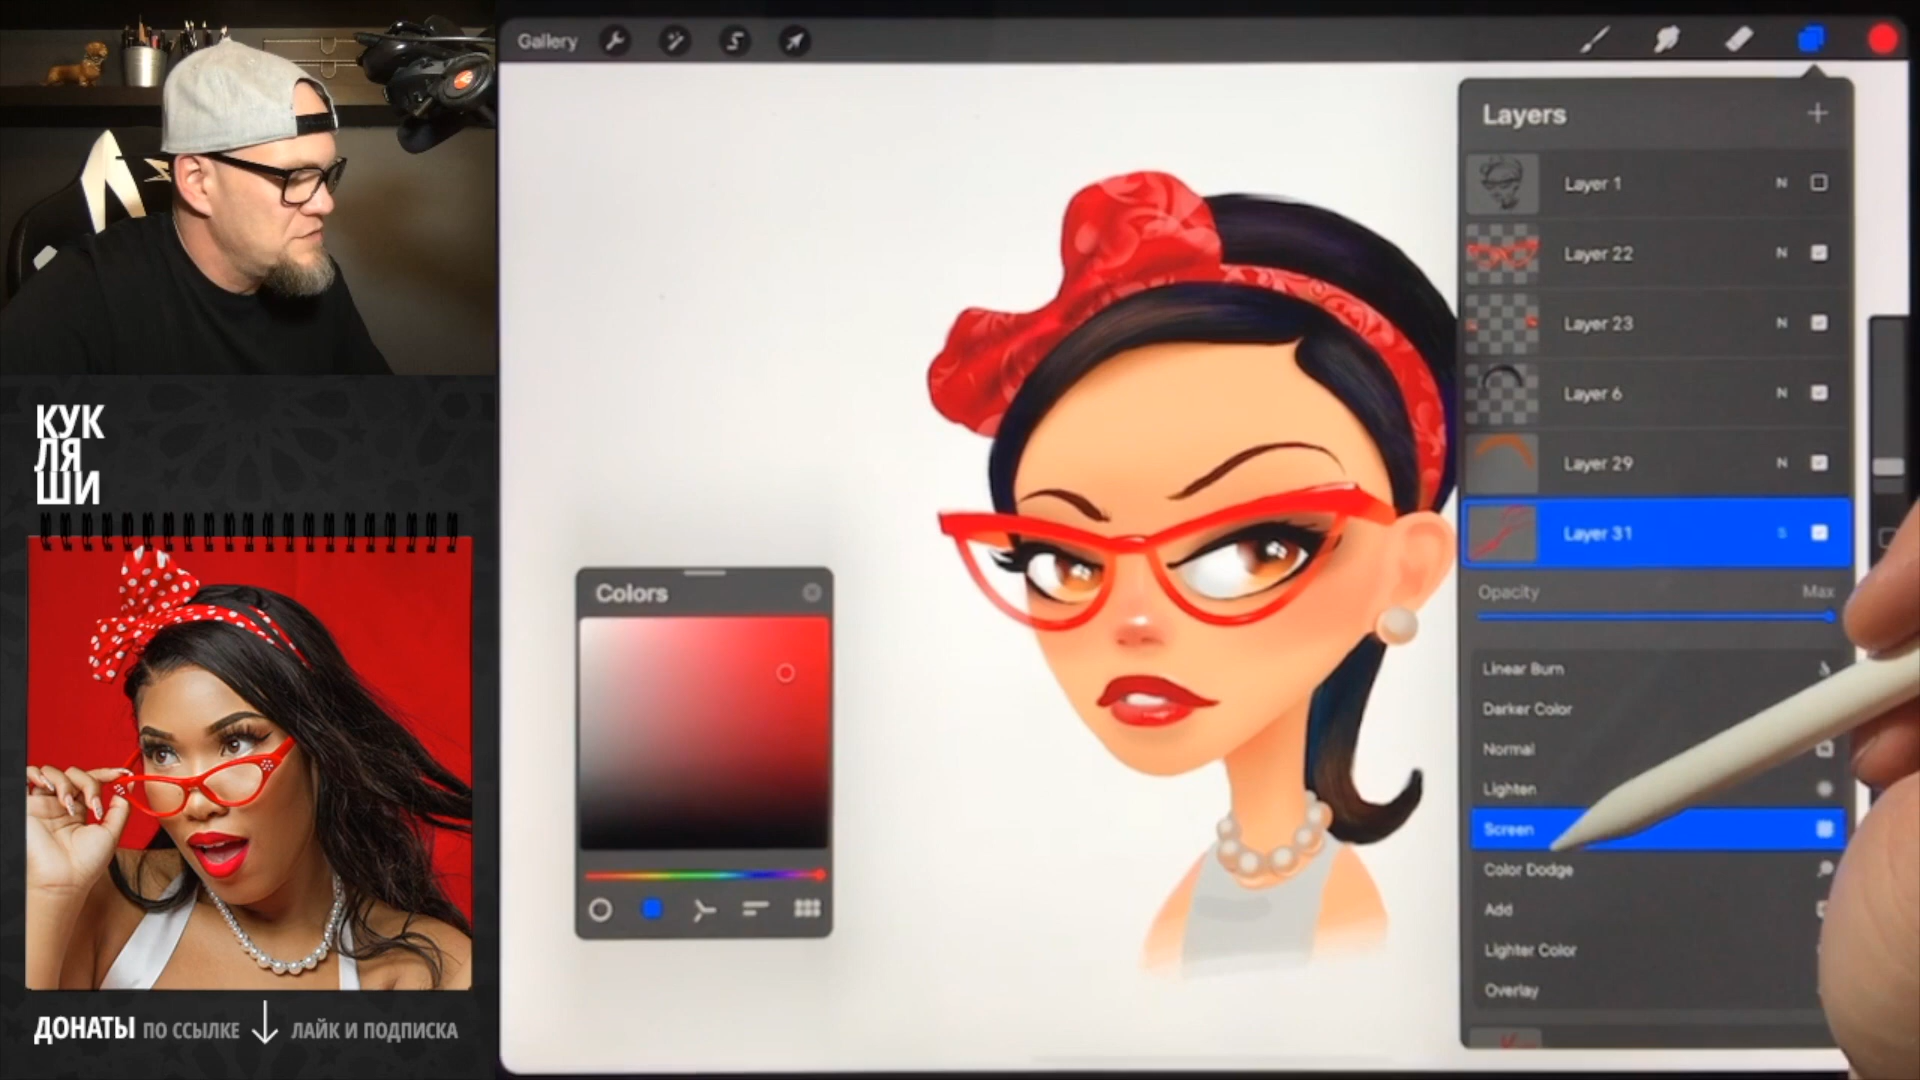 КУК
ЛЯ
ШИ
ДОНАТЫ ПО ССЫЛКЕ ↓ ЛАЙК И ПОДПИСКА
Gallery
Colors
Layers
Layer 1 N
Layer 22 N
Layer 23 N
Layer 6 N
Layer 29 N
Layer 31 S
Opacity Max
Linear Burn
Darker Color
Normal
Lighten
Screen
Color Dodge
Add
Lighter Color
Overlay